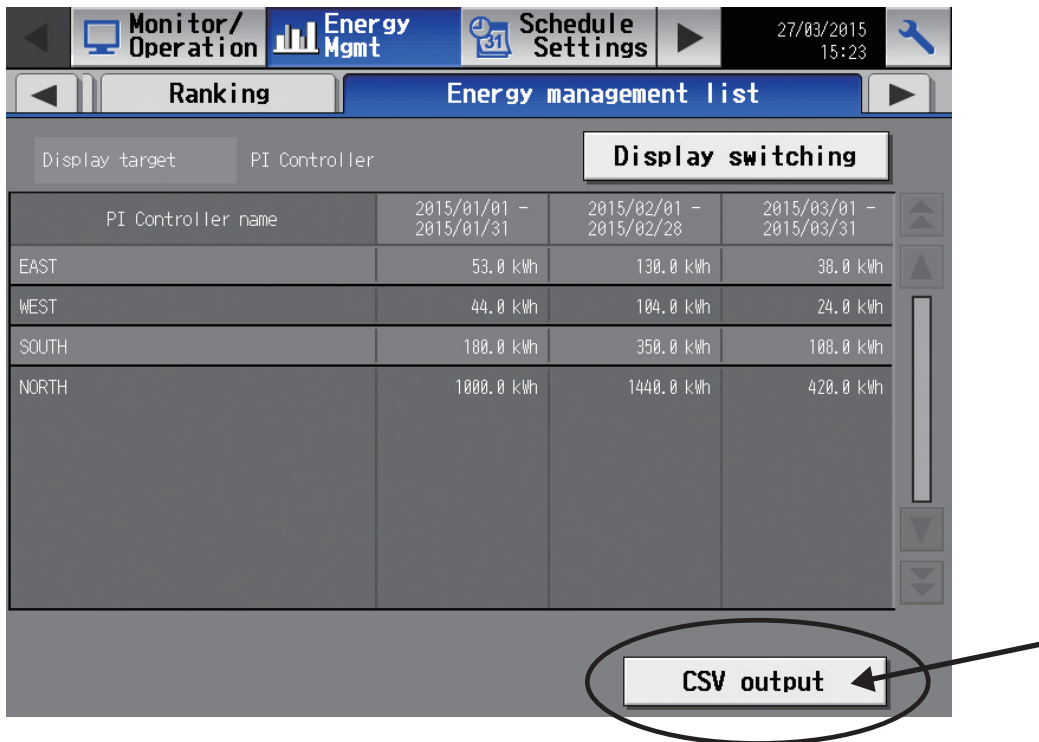 Monitor/
Operation
Energy
Mgmt
31
Schedule
Settings
27/03/2015
15:23
Ranking
Energy management list
Display target PI Controller Display switching
PI Controller name 2015/01/01 - 2015/02/01 - 2015/03/01 -
2015/01/31 2015/02/28 2015/03/31
EAST 53.0 kWh 130.0 kWh 38.0 kWh
WEST 44.0 kWh 104.0 kWh 24.0 kWh
SOUTH 180.0 kWh 350.0 kWh 108.0 kWh
NORTH 1000.0 kWh 1440.0 kWh 420.0 kWh
CSV output